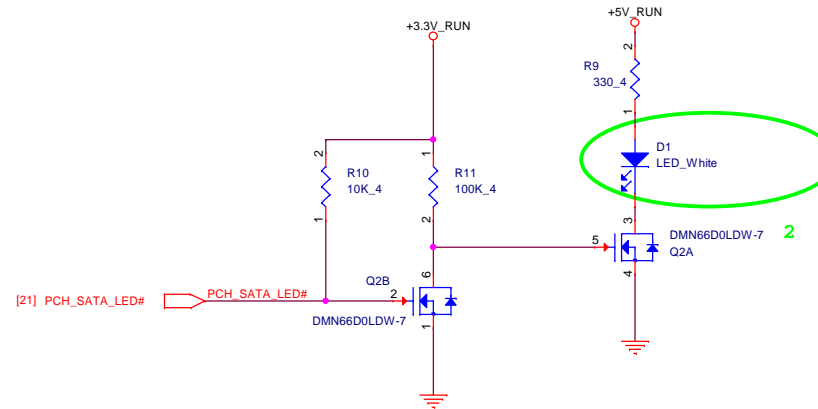 +5V_RUN
+3.3V_RUN
2
R9
330_4
1
D1
LED_White
2
R10
10K_4
1
1
R11
100K_4
2
3
DMN66D0LDW-7
2
5
Q2A
4
6
Q2B
2
[21] PCH_SATA_LED#
PCH_SATA_LED#
DMN66D0LDW-7
1